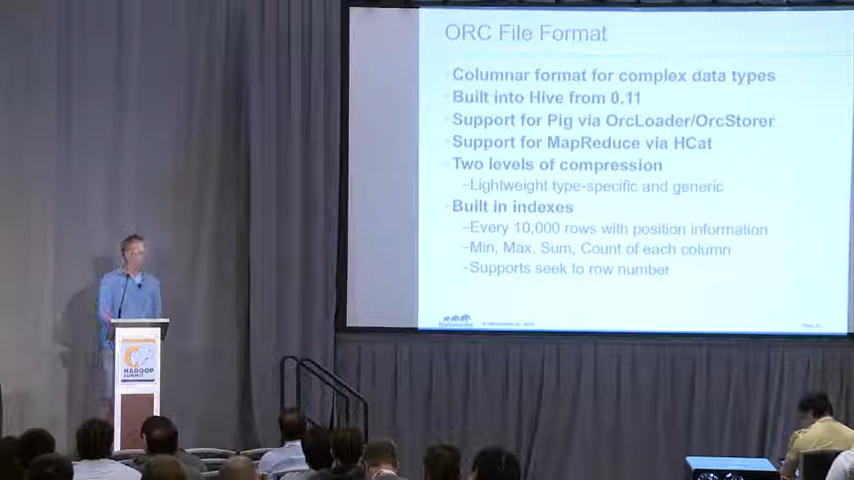 ORC File Format
Columnar format for complex data types
Built into Hive from 0.11
Support for Pig via OrcLoader/OrcStorer
Support for MapReduce via HCat
Two levels of compression
–Lightweight type-specific and generic
Built in indexes
–Every 10,000 rows with position information
–Min, Max, Sum, Count of each column
–Supports seek to row number
Hortonworks
HADOOP
SUMMIT